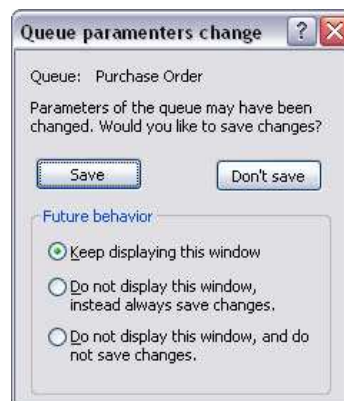 Queue paramenters change
Queue: Purchase Order
Parameters of the queue may have been
changed. Would you like to save changes?
Save
Don't save
Future behavior
Keep displaying this window
Do not display this window,
instead always save changes.
Do not display this window, and do
not save changes.